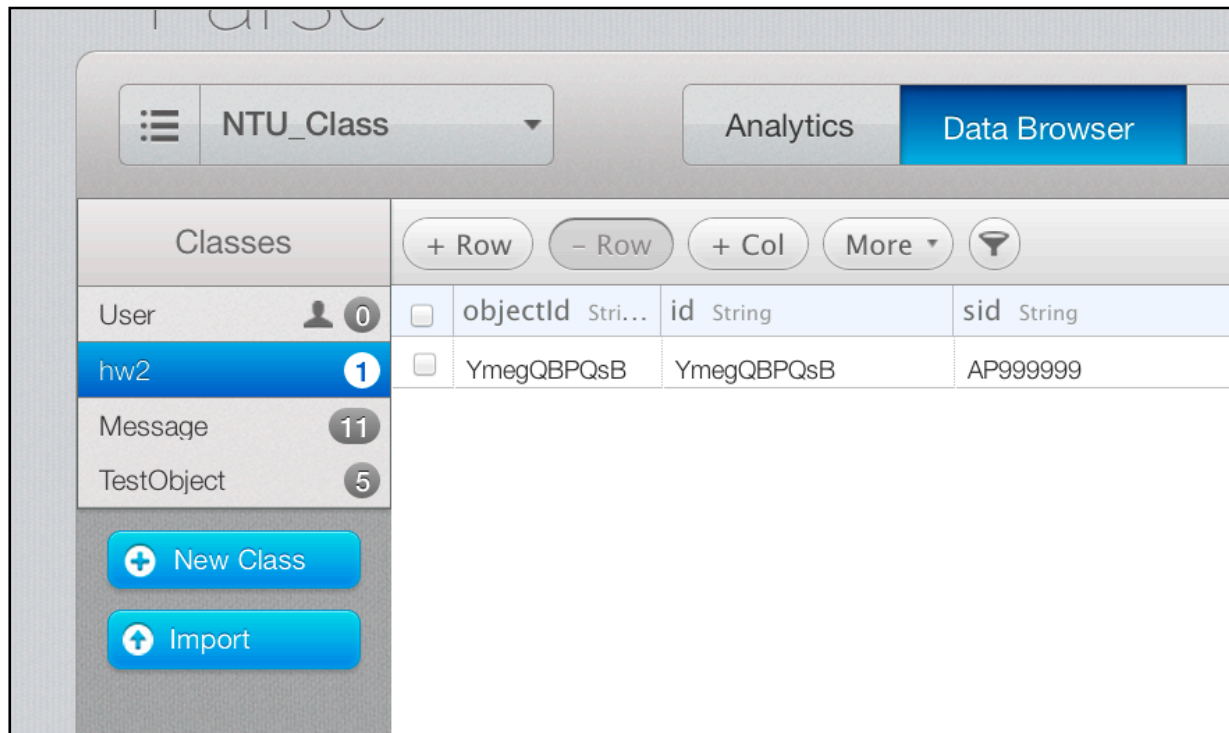 Parse
NTU_Class
Analytics
Data Browser
Classes
+ Row
- Row
+ Col
More
User 0
hw2 1
Message 11
TestObject 5
New Class
Import
objectId Stri... id String sid String
YmegQBPQsB YmegQBPQsB AP999999